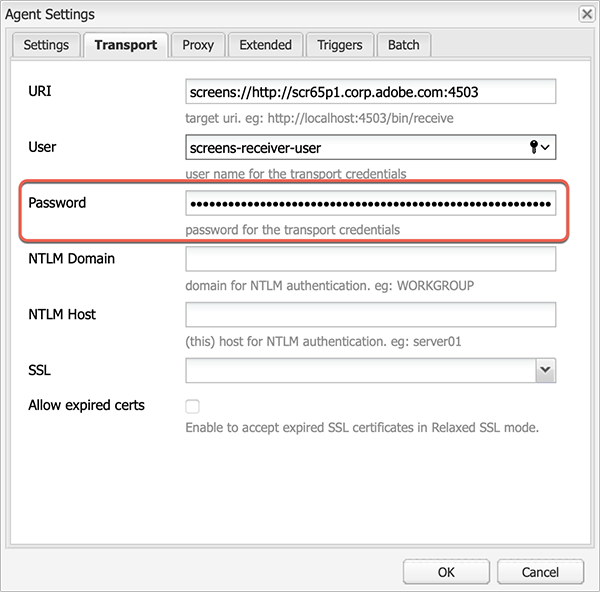 Agent Settings
Settings Transport Proxy Extended Triggers Batch
URI screens://http://scr65p1.corp.adobe.com:4503
target uri. eg: http://localhost:4503/bin/receive
User screens-receiver-user
user name for the transport credentials
Password ••••••••••••••••••••••••••••••••••••••••••••••••••••••••••
password for the transport credentials
NTLM Domain
domain for NTLM authentication. eg: WORKGROUP
NTLM Host
(this) host for NTLM authentication. eg: server01
SSL
Allow expired certs
Enable to accept expired SSL certificates in Relaxed SSL mode.
OK Cancel